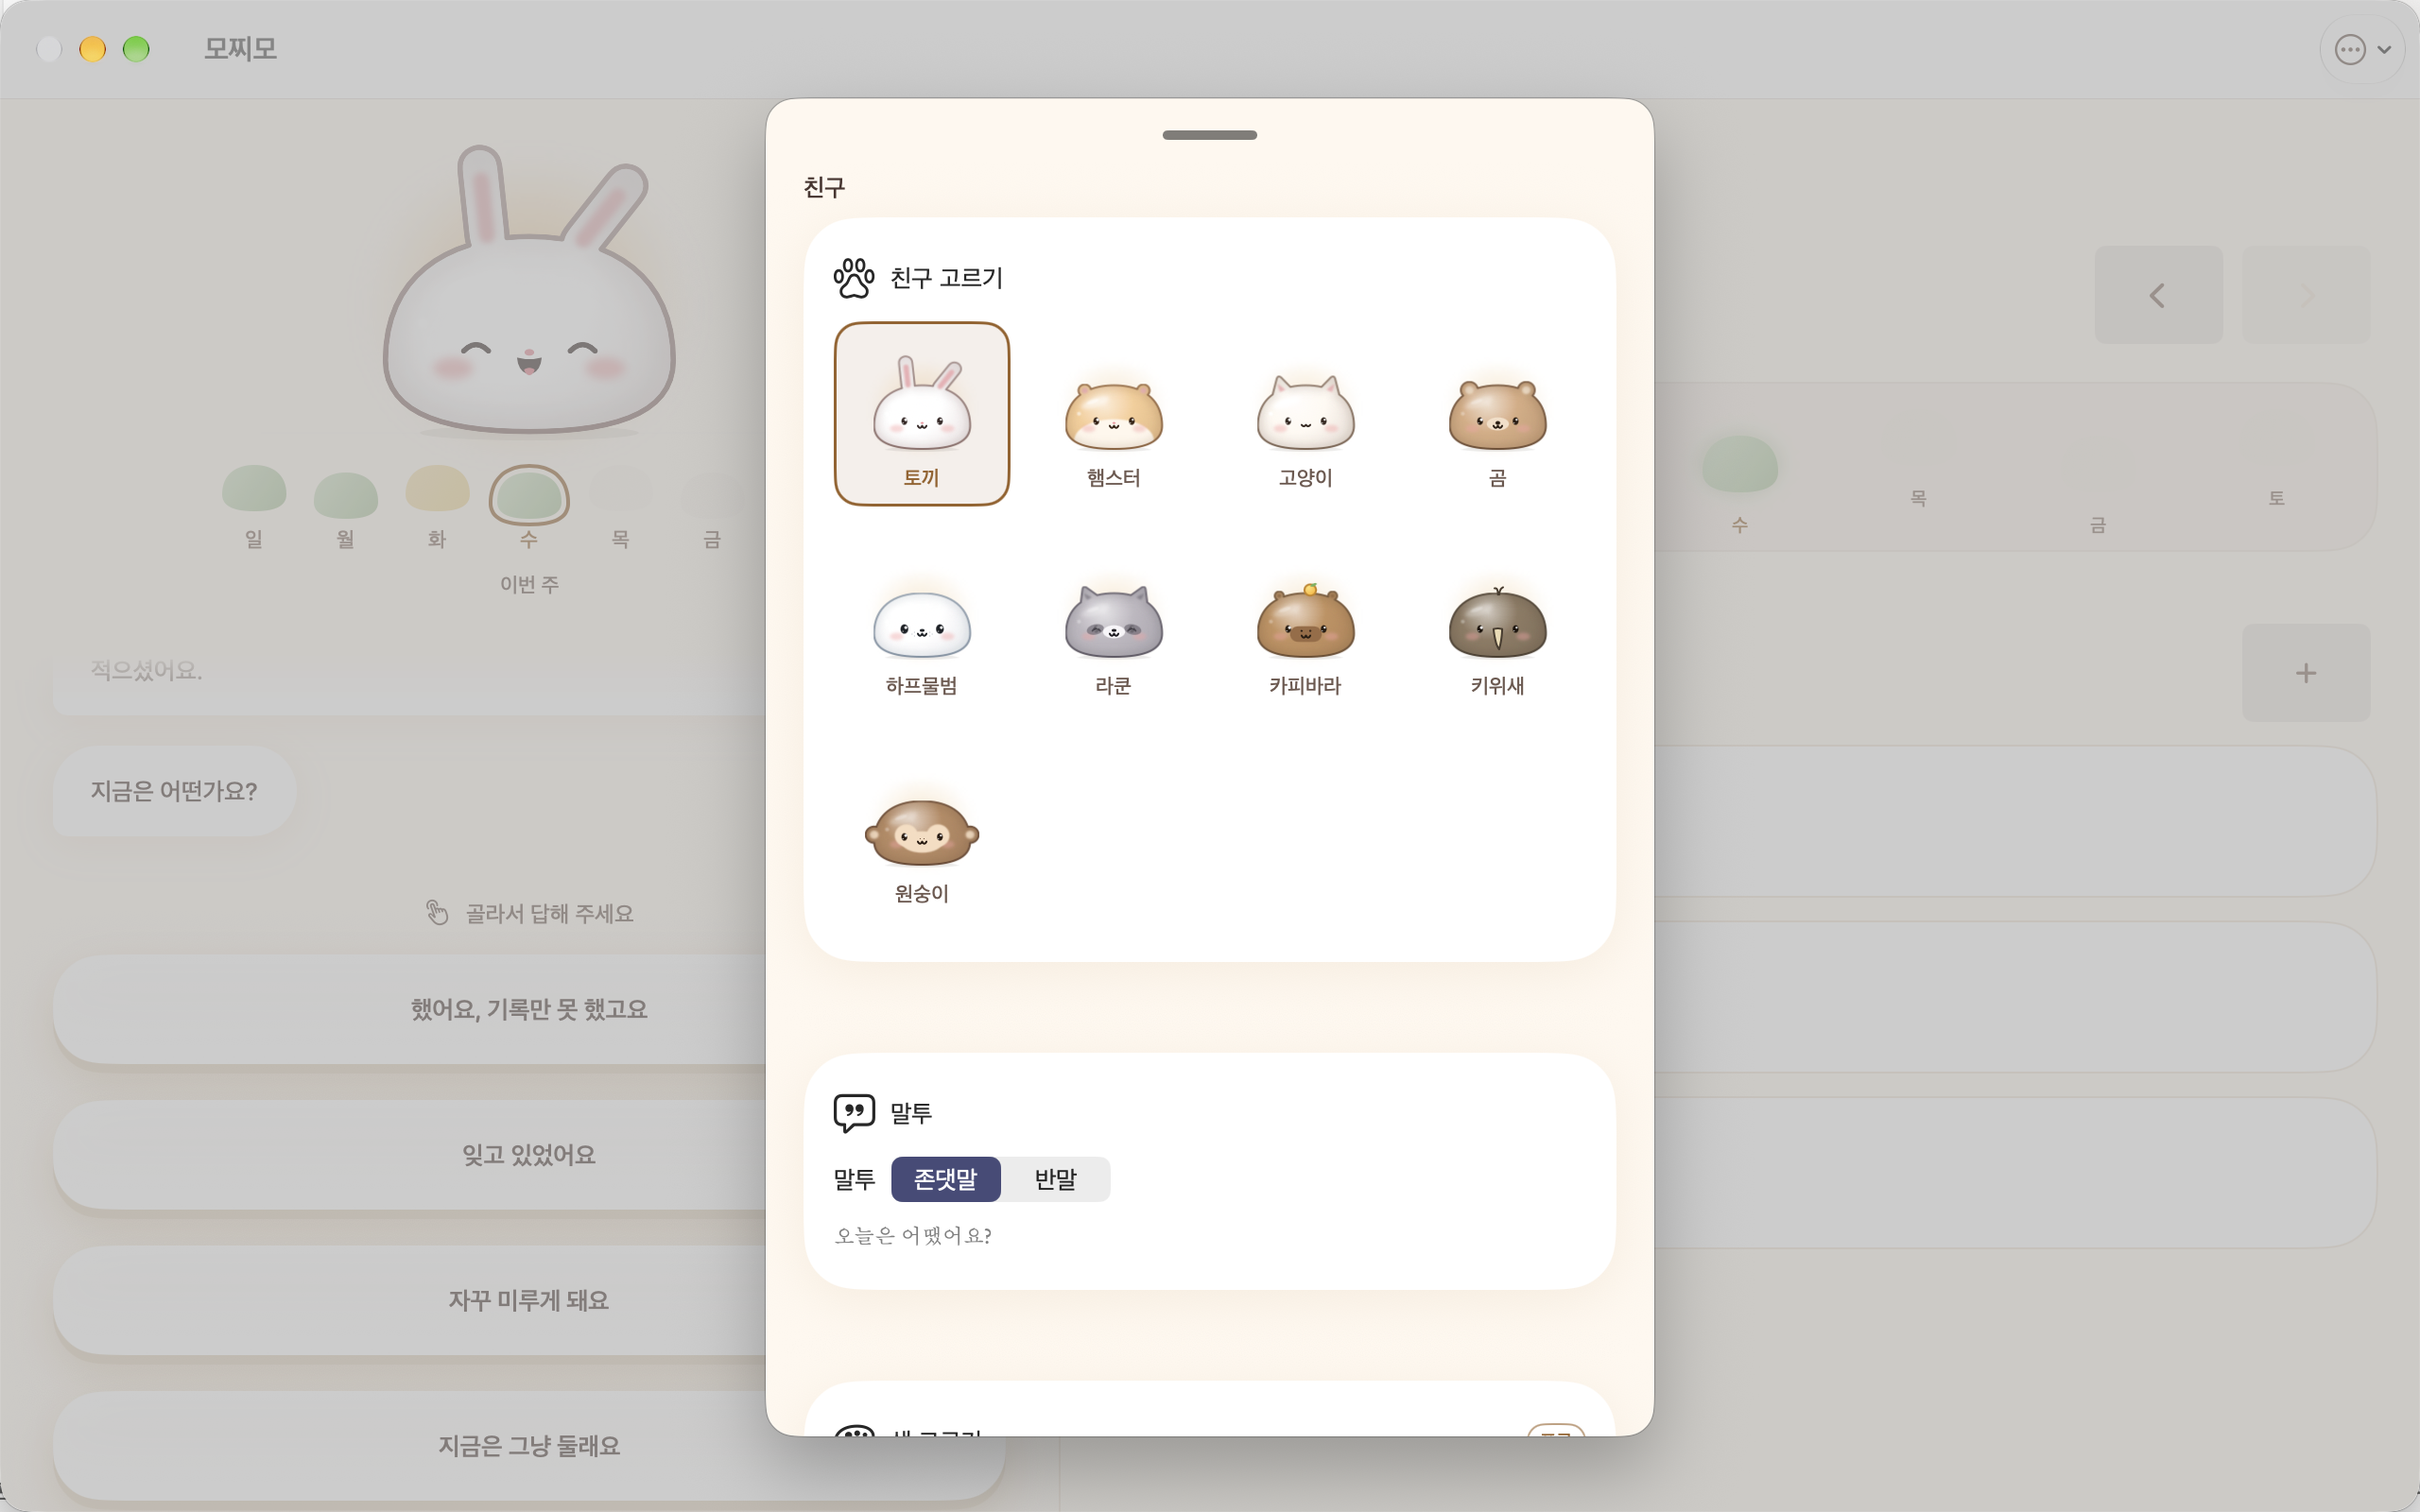 모찌모
친구
친구 고르기
토끼
햄스터
고양이
곰
하프물범
라쿤
카피바라
키위새
원숭이
말투
말투
존댓말
반말
오늘은 어땠어요?
일
월
화
수
목
금
이번 주
적으셨어요.
지금은 어떤가요?
골라서 답해 주세요
했어요, 기록만 못 했고요
잊고 있었어요
자꾸 미루게 돼요
지금은 그냥 둘래요
수
목
금
토